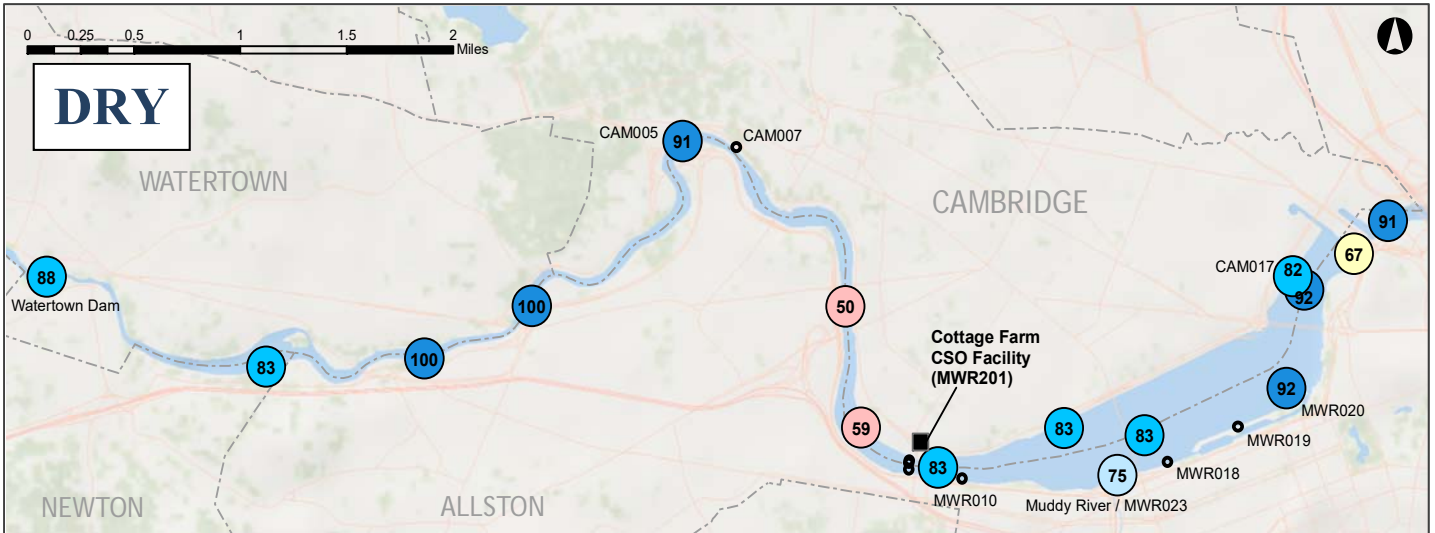 0 0.25 0.5 1 1.5 2
Miles
DRY
CAM005
91
CAM007
WATERTOWN
CAMBRIDGE
91
67
CAM017
82
92
88
Watertown Dam
100
50
Cottage Farm
CSO Facility
(MWR201)
100
83
92
MWR020
59
83
83
MWR019
83
75
MWR018
MWR010
Muddy River / MWR023
NEWTON
ALLSTON